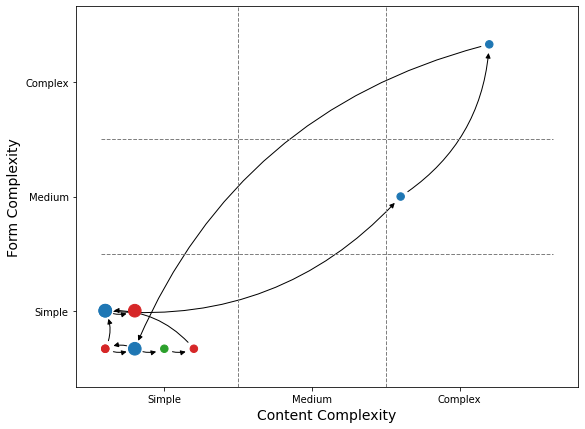 Form Complexity
Complex
Medium
Simple
Simple
Medium
Complex
Content Complexity